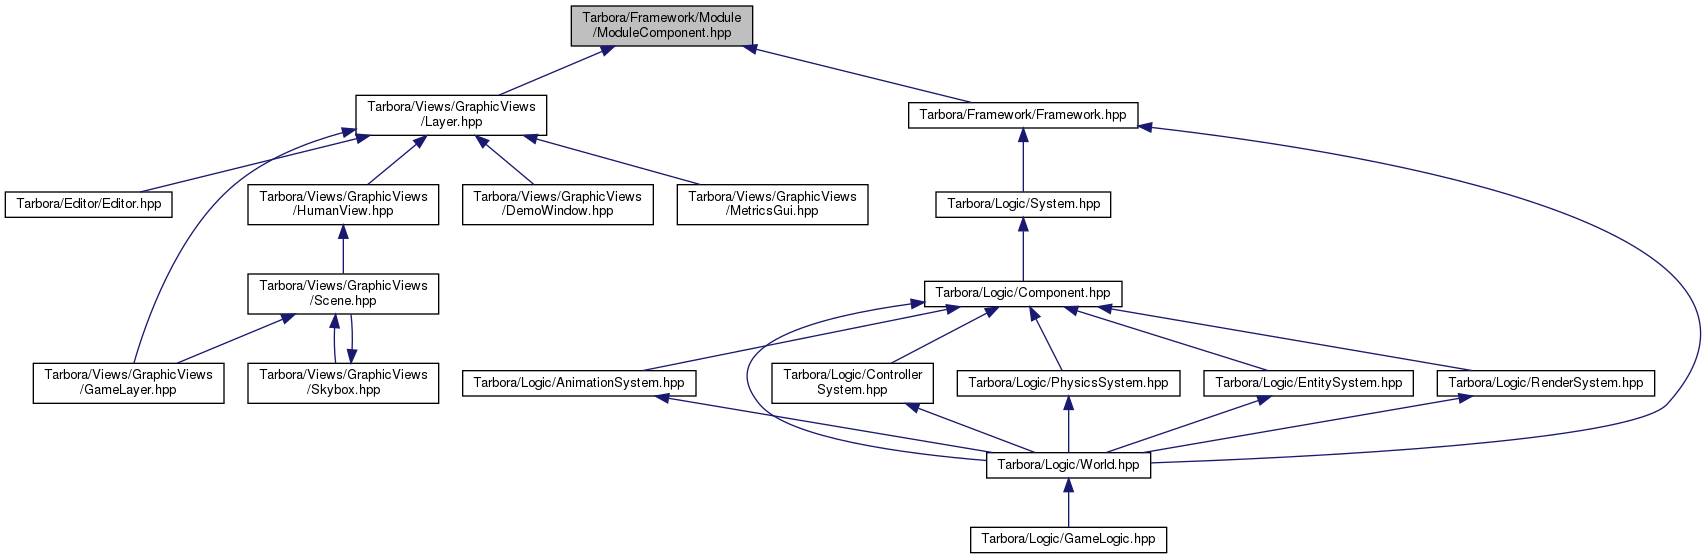 Tarbora/Framework/Module
/ModuleComponent.hpp
Tarbora/Views/GraphicViews
/Layer.hpp
Tarbora/Framework/Framework.hpp
Tarbora/Editor/Editor.hpp
Tarbora/Views/GraphicViews
/HumanView.hpp
Tarbora/Views/GraphicViews
/DemoWindow.hpp
Tarbora/Views/GraphicViews
/MetricsGui.hpp
Tarbora/Logic/System.hpp
Tarbora/Views/GraphicViews
/Scene.hpp
Tarbora/Logic/Component.hpp
Tarbora/Views/GraphicViews
/GameLayer.hpp
Tarbora/Views/GraphicViews
/Skybox.hpp
Tarbora/Logic/AnimationSystem.hpp
Tarbora/Logic/Controller
System.hpp
Tarbora/Logic/PhysicsSystem.hpp
Tarbora/Logic/EntitySystem.hpp
Tarbora/Logic/RenderSystem.hpp
Tarbora/Logic/World.hpp
Tarbora/Logic/GameLogic.hpp